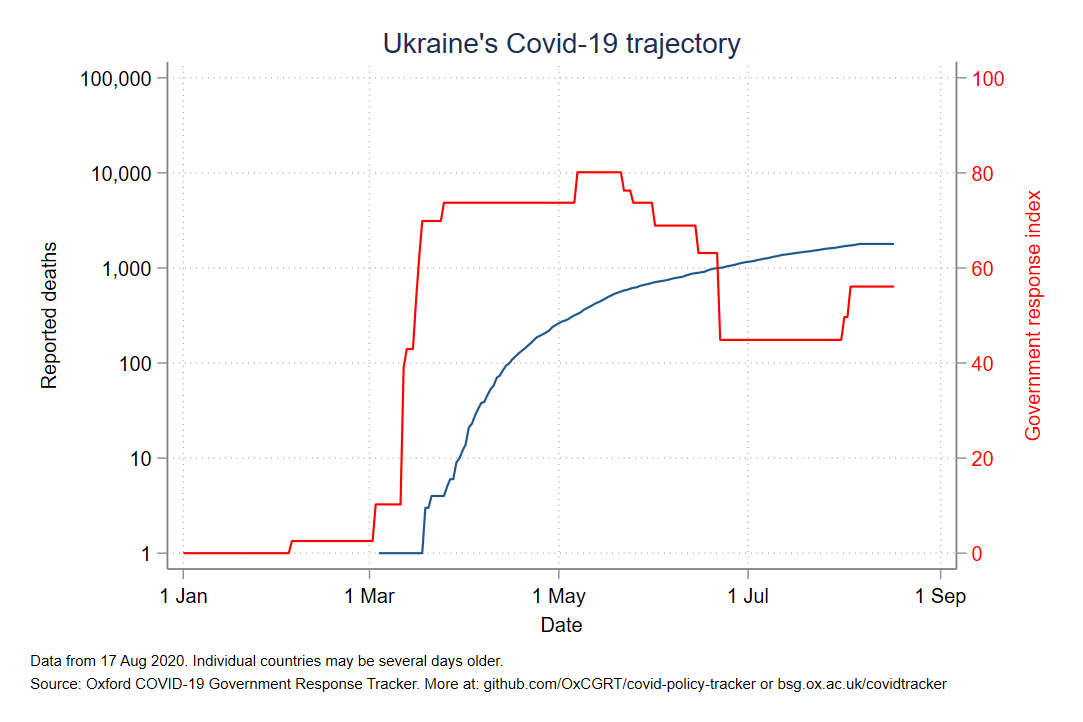 Ukraine's Covid-19 trajectory
100,000
10,000
1,000
100
10
1
Reported deaths
100
80
60
40
20
0
Government response index
1 Jan
1 Mar
1 May
1 Jul
1 Sep
Date
Data from 17 Aug 2020. Individual countries may be several days older.
Source: Oxford COVID-19 Government Response Tracker. More at: github.com/OxCGRT/covid-policy-tracker or bsg.ox.ac.uk/covidtracker